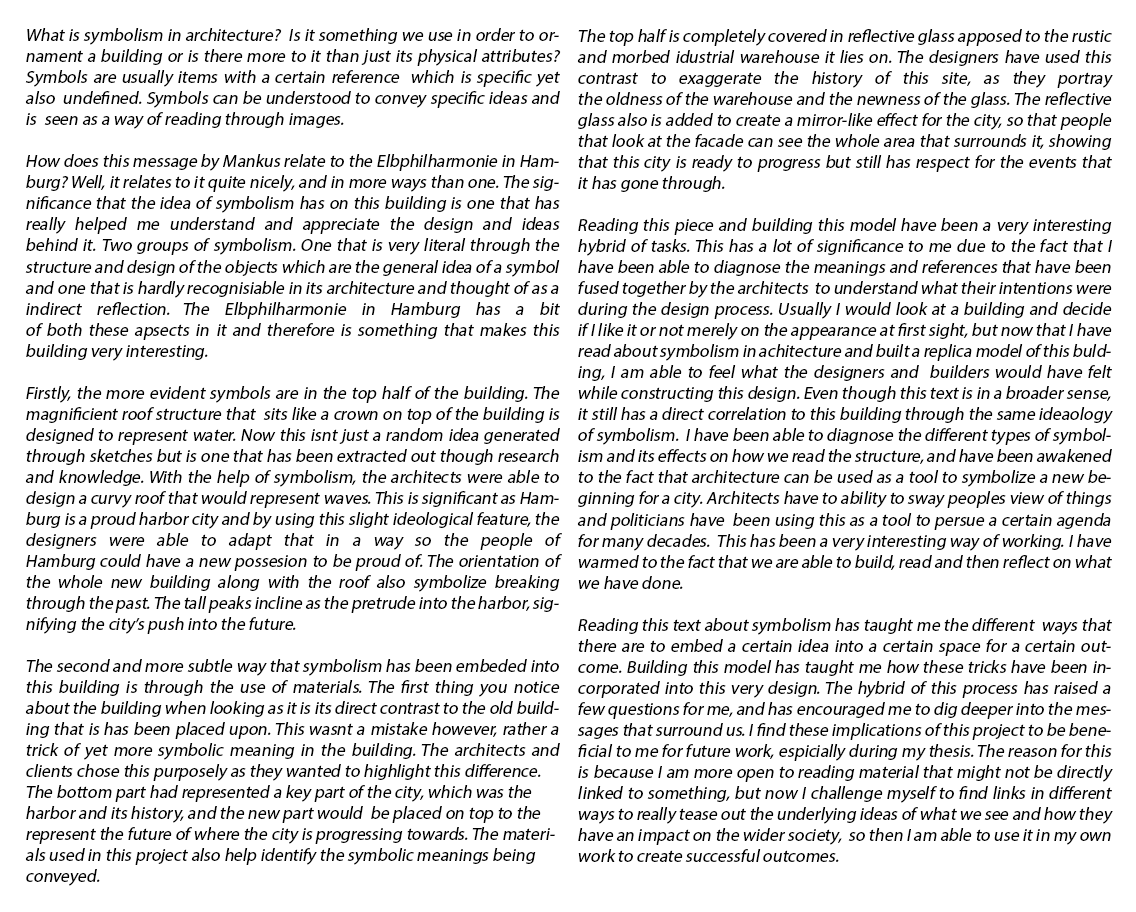 What is symbolism in architecture?  Is it something we use in order to or-
nament a building or is there more to it than just its physical attributes?
Symbols are usually items with a certain reference  which is specific yet
also  undefined. Symbols can be understood to convey specific ideas and
is  seen as a way of reading through images.

How does this message by Mankus relate to the Elbphilharmonie in Ham-
burg? Well, it relates to it quite nicely, and in more ways than one. The sig-
nificance that the idea of symbolism has on this building is one that has
really helped me understand and appreciate the design and ideas
behind it. Two groups of symbolism. One that is very literal through the
structure and design of the objects which are the general idea of a symbol
and one that is hardly recognisiable in its architecture and thought of as a
indirect reflection. The Elbphilharmonie in Hamburg has a bit
of both these apsects in it and therefore is something that makes this
building very interesting.

Firstly, the more evident symbols are in the top half of the building. The
magnificient roof structure that  sits like a crown on top of the building is
designed to represent water. Now this isnt just a random idea generated
through sketches but is one that has been extracted out though research
and knowledge. With the help of symbolism, the architects were able to
design a curvy roof that would represent waves. This is significant as Ham-
burg is a proud harbor city and by using this slight ideological feature, the
designers were able to adapt that in a way so the people of
Hamburg could have a new possesion to be proud of. The orientation of
the whole new building along with the roof also symbolize breaking
through the past. The tall peaks incline as the pretrude into the harbor, sig-
nifying the city's push into the future.

The second and more subtle way that symbolism has been embeded into
this building is through the use of materials. The first thing you notice
about the building when looking as it is its direct contrast to the old build-
ing that is has been placed upon. This wasnt a mistake however, rather a
trick of yet more symbolic meaning in the building. The architects and
clients chose this purposely as they wanted to highlight this difference.
The bottom part had represented a key part of the city, which was the
harbor and its history, and the new part would  be placed on top to the
represent the future of where the city is progressing towards. The materi-
als used in this project also help identify the symbolic meanings being
conveyed.

The top half is completely covered in reflective glass apposed to the rustic
and morbed idustrial warehouse it lies on. The designers have used this
contrast to exaggerate the history of this site, as they portray
the oldness of the warehouse and the newness of the glass. The reflective
glass also is added to create a mirror-like effect for the city, so that people
that look at the facade can see the whole area that surrounds it, showing
that this city is ready to progress but still has respect for the events that
it has gone through.

Reading this piece and building this model have been a very interesting
hybrid of tasks. This has a lot of significance to me due to the fact that I
have been able to diagnose the meanings and references that have been
fused together by the architects  to understand what their intentions were
during the design process. Usually I would look at a building and decide
if I like it or not merely on the appearance at first sight, but now that I have
read about symbolism in achitecture and built a replica model of this buld-
ing, I am able to feel what the designers and  builders would have felt
while constructing this design. Even though this text is in a broader sense,
it still has a direct correlation to this building through the same ideaology
of symbolism.  I have been able to diagnose the different types of symbol-
ism and its effects on how we read the structure, and have been awakened
to the fact that architecture can be used as a tool to symbolize a new be-
ginning for a city. Architects have to ability to sway peoples view of things
and politicians have  been using this as a tool to persue a certain agenda
for many decades.  This has been a very interesting way of working. I have
warmed to the fact that we are able to build, read and then reflect on what
we have done.

Reading this text about symbolism has taught me the different  ways that
there are to embed a certain idea into a certain space for a certain out-
come. Building this model has taught me how these tricks have been in-
corporated into this very design. The hybrid of this process has raised a
few questions for me, and has encouraged me to dig deeper into the mes-
sages that surround us. I find these implications of this project to be bene-
ficial to me for future work, espicially during my thesis. The reason for this
is because I am more open to reading material that might not be directly
linked to something, but now I challenge myself to find links in different
ways to really tease out the underlying ideas of what we see and how they
have an impact on the wider society,  so then I am able to use it in my own
work to create successful outcomes.